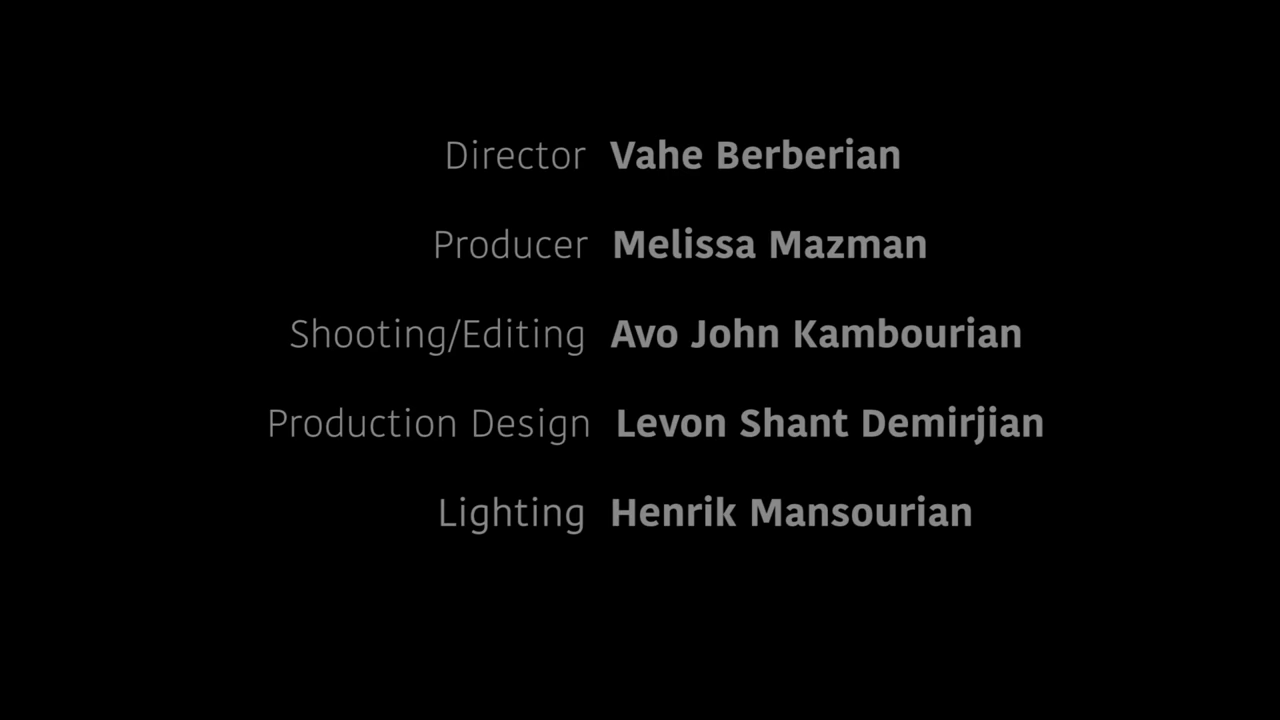 Director Vahe Berberian
Producer Melissa Mazman
Shooting/Editing Avo John Kambourian
Production Design Levon Shant Demirjian
Lighting Henrik Mansourian